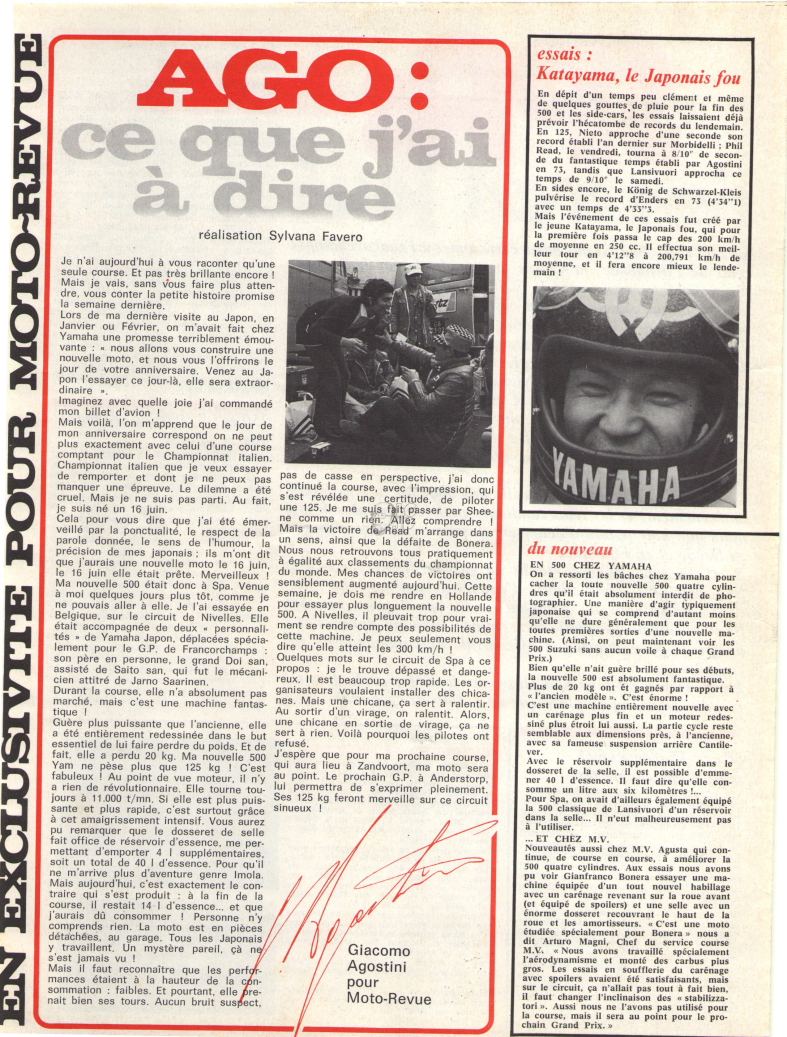 EN EXCLUSIVITE POUR MOTO-REVUE
AGO :
ce que j'ai
à dire
réalisation Sylvana Favero
Je n'ai aujourd'hui à vous raconter qu'une
seule course. Et pas très brillante encore !
Mais je vais, sans vous faire plus atten-
dre, vous conter la petite histoire promise
la semaine dernière.
Lors de ma dernière visite au Japon, en
Janvier ou Février, on m'avait fait chez
Yamaha une promesse terriblement émou-
vante : « nous allons vous construire une
nouvelle moto, et nous vous l'offrirons le
jour de votre anniversaire. Venez au Ja-
pon l'essayer ce jour-là, elle sera extraor-
dinaire ».
Imaginez avec quelle joie j'ai commandé
mon billet d'avion !
Mais voilà, l'on m'apprend que le jour de
mon anniversaire correspond on ne peut
plus exactement avec celui d'une course
comptant pour le Championnat italien.
Championnat italien que je veux essayer
de remporter et dont je ne peux pas
manquer une épreuve. Le dilemne a été
cruel. Mais je ne suis pas parti. Au fait,
je suis né un 16 juin.
Cela pour vous dire que j'ai été émer-
veillé par la ponctualité, le respect de la
parole donnée, le sens de l'humour, la
précision de mes japonais ; ils m'ont dit
que j'aurais une nouvelle moto le 16 juin,
le 16 juin elle était prête. Merveilleux !
Ma nouvelle 500 était donc à Spa. Venue
à moi quelques jours plus tôt, comme je
ne pouvais aller à elle. Je l'ai essayée en
Belgique, sur le circuit de Nivelles. Elle
était accompagnée de deux « personnali-
tés » de Yamaha Japon, déplacées spécia-
lement pour le G.P. de Francorchamps :
son père en personne, le grand Doi san,
assisté de Saito san, qui fut le mécani-
cien attitré de Jarno Saarinen.
Durant la course, elle n'a absolument pas
marché, mais c'est une machine fantas-
tique !
Guère plus puissante que l'ancienne, elle
a été entièrement redessinée dans le but
essentiel de lui faire perdre du poids. Et de
fait, elle a perdu 20 kg. Ma nouvelle 500
Yam ne pèse plus que 125 kg ! C'est
fabuleux ! Au point de vue moteur, il n'y
a rien de révolutionnaire. Elle tourne tou-
jours à 11.000 t/mn. Si elle est plus puis-
sante et plus rapide, c'est surtout grâce
à cet amaigrissement intensif. Vous aurez
pu remarquer que le dosseret de selle
fait office de réservoir d'essence, me per-
mettant d'emporter 4 l supplémentaires,
soit un total de 40 l d'essence. Pour qu'il
ne m'arrive plus d'aventure genre Imola.
Mais aujourd'hui, c'est exactement le con-
traire qui s'est produit : à la fin de la
course, il restait 14 l d'essence... et que
j'aurais dû consommer ! Personne n'y
comprends rien. La moto est en pièces
détachées, au garage. Tous les Japonais
y travaillent. Un mystère pareil, çà ne
s'est jamais vu !
Mais il faut reconnaître que les perfor-
mances étaient à la hauteur de la con-
sommation : faibles. Et pourtant, elle pre-
nait bien ses tours. Aucun bruit suspect,
pas de casse en perspective, j'ai donc
continué la course, avec l'impression, qui
s'est révélée une certitude, de piloter
une 125. Je me suis fait passer par Shee-
ne comme un rien. Allez comprendre !
Mais la victoire de Read m'arrange dans
un sens, ainsi que la défaite de Bonera.
Nous nous retrouvons tous pratiquement
à égalité aux classements du championnat
du monde. Mes chances de victoires ont
sensiblement augmenté aujourd'hui. Cette
semaine, je dois me rendre en Hollande
pour essayer plus longuement la nouvelle
500. A Nivelles, il pleuvait trop pour vrai-
ment se rendre compte des possibilités de
cette machine. Je peux seulement vous
dire qu'elle atteint les 300 km/h !
Quelques mots sur le circuit de Spa à ce
propos : je le trouve dépassé et dange-
reux. Il est beaucoup trop rapide. Les or-
ganisateurs voulaient installer des chica-
nes. Mais une chicane, ça sert à ralentir.
Au sortir d'un virage, on ralentit. Alors,
une chicane en sortie de virage, ça ne
sert à rien. Voilà pourquoi les pilotes ont
refusé.
J'espère que pour ma prochaine course,
qui aura lieu à Zandvoort, ma moto sera
au point. Le prochain G.P. à Anderstorp,
lui permettra de s'exprimer pleinement.
Ses 125 kg feront merveille sur ce circuit
sinueux !
Giacomo
Agostini
pour
Moto-Revue
essais :
Katayama, le Japonais fou
En dépit d'un temps peu clément et même
de quelques gouttes de pluie pour la fin des
500 et les side-cars, les essais laissaient déjà
prévoir l'hécatombe de records du lendemain.
En 125, Nieto approche d'une seconde son
record établi l'an dernier sur Morbidelli ; Phil
Read, le vendredi, tourna à 8/10" de secon-
de du fantastique temps établi par Agostini
en 73, tandis que Lansivuori approcha ce
temps de 9/10" le samedi.
En sides encore, le König de Schwarzel-Kleis
pulvérise le record d'Enders en 73 (4'34"1)
avec un temps de 4'33"3.
Mais l'événement de ces essais fut créé par
le jeune Katayama, le Japonais fou, qui pour
la première fois passa le cap des 200 km/h
de moyenne en 250 cc. Il effectua son meil-
leur tour en 4'12"8 à 200,791 km/h de
moyenne, et il fera encore mieux le lende-
main !
YAMAHA
du nouveau
EN 500 CHEZ YAMAHA
On a ressorti les bâches chez Yamaha pour
cacher la toute nouvelle 500 quatre cylin-
dres qu'il était absolument interdit de pho-
tographier. Une manière d'agir typiquement
japonaise qui se comprend d'autant moins
qu'elle ne dure généralement que pour les
toutes premières sorties d'une nouvelle ma-
chine. (Ainsi, on peut maintenant voir les
500 Suzuki sans aucun voile à chaque Grand
Prix.)
Bien qu'elle n'ait guère brillé pour ses débuts,
la nouvelle 500 est absolument fantastique.
Plus de 20 kg ont été gagnés par rapport à
« l'ancien modèle ». C'est énorme !
C'est une machine entièrement nouvelle avec
un carénage plus fin et un moteur redes-
siné plus étroit lui aussi. La partie cycle reste
semblable aux dimensions près, à l'ancienne,
avec sa fameuse suspension arrière Cantile-
ver.
Avec le réservoir supplémentaire dans le
dosseret de la selle, il est possible d'emme-
ner 40 l d'essence. Il faut dire qu'elle con-
somme un litre aux six kilomètres !...
Pour Spa, on avait d'ailleurs également équipé
la 500 classique de Lansivuori d'un réservoir
dans la selle... Il n'eut malheureusement pas
à l'utiliser.
... ET CHEZ M.V.
Nouveautés aussi chez M.V. Agusta qui con-
tinue, de course en course, à améliorer la
500 quatre cylindres. Aux essais nous avons
pu voir Gianfranco Bonera essayer une ma-
chine équipée d'un tout nouvel habillage
avec un carénage revenant sur la roue avant
(et équipé de spoilers) et une selle avec un
énorme dosseret recouvrant le haut de la
roue et les amortisseurs. « C'est une moto
étudiée spécialement pour Bonera » nous a
dit Arturo Magni, Chef du service course
M.V. « Nous avons travaillé spécialement
l'aérodynamisme et monté des carbus plus
gros. Les essais en soufflerie du carénage
avec spoilers avaient été satisfaisants, mais
sur le circuit, ça n'allait pas tout à fait bien,
il faut changer l'inclinaison des « stabilizza-
tori ». Aussi nous ne l'avons pas utilisé pour
la course, mais il sera au point pour le pro-
chain Grand Prix. »